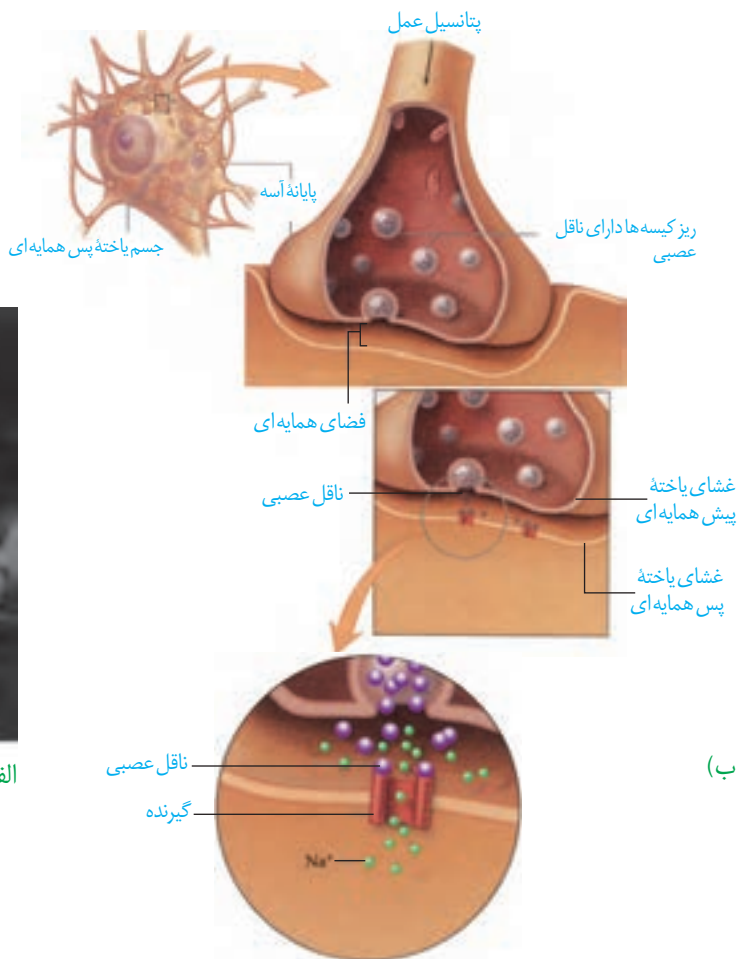 پتانسیل عمل
پایانهٔ آسه
جسم یاختهٔ پس همایه‌ای
ریز کیسه‌ها دارای ناقل
عصبی
فضای همایه‌ای
ناقل عصبی
غشای یاختهٔ
پیش همایه‌ای
غشای یاختهٔ
پس همایه‌ای
ناقل عصبی
گیرنده
Na⁺
ب)